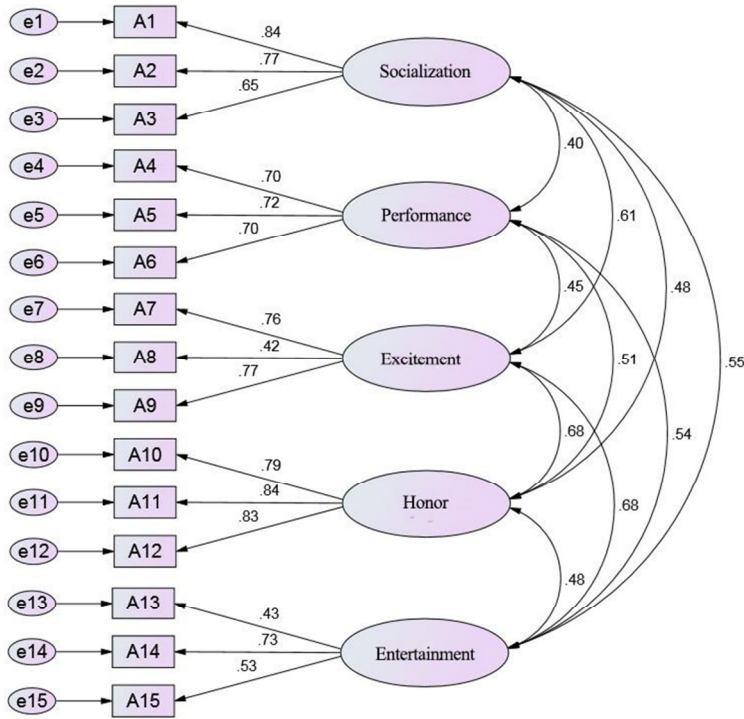 e1 A1
.84
e2 A2 .77 Socialization
.65
e3 A3
.40
e4 A4
.70
e5 A5 .72 Performance .61
.70
e6 A6
.45 .48
e7 A7
.76
e8 A8 .42 Excitement .51 .55
.77
e9 A9
.68 .54
e10 A10
.79
e11 A11 .84 Honor .68
.83
e12 A12
.48
e13 A13
.43
e14 A14 .73 Entertainment
.53
e15 A15